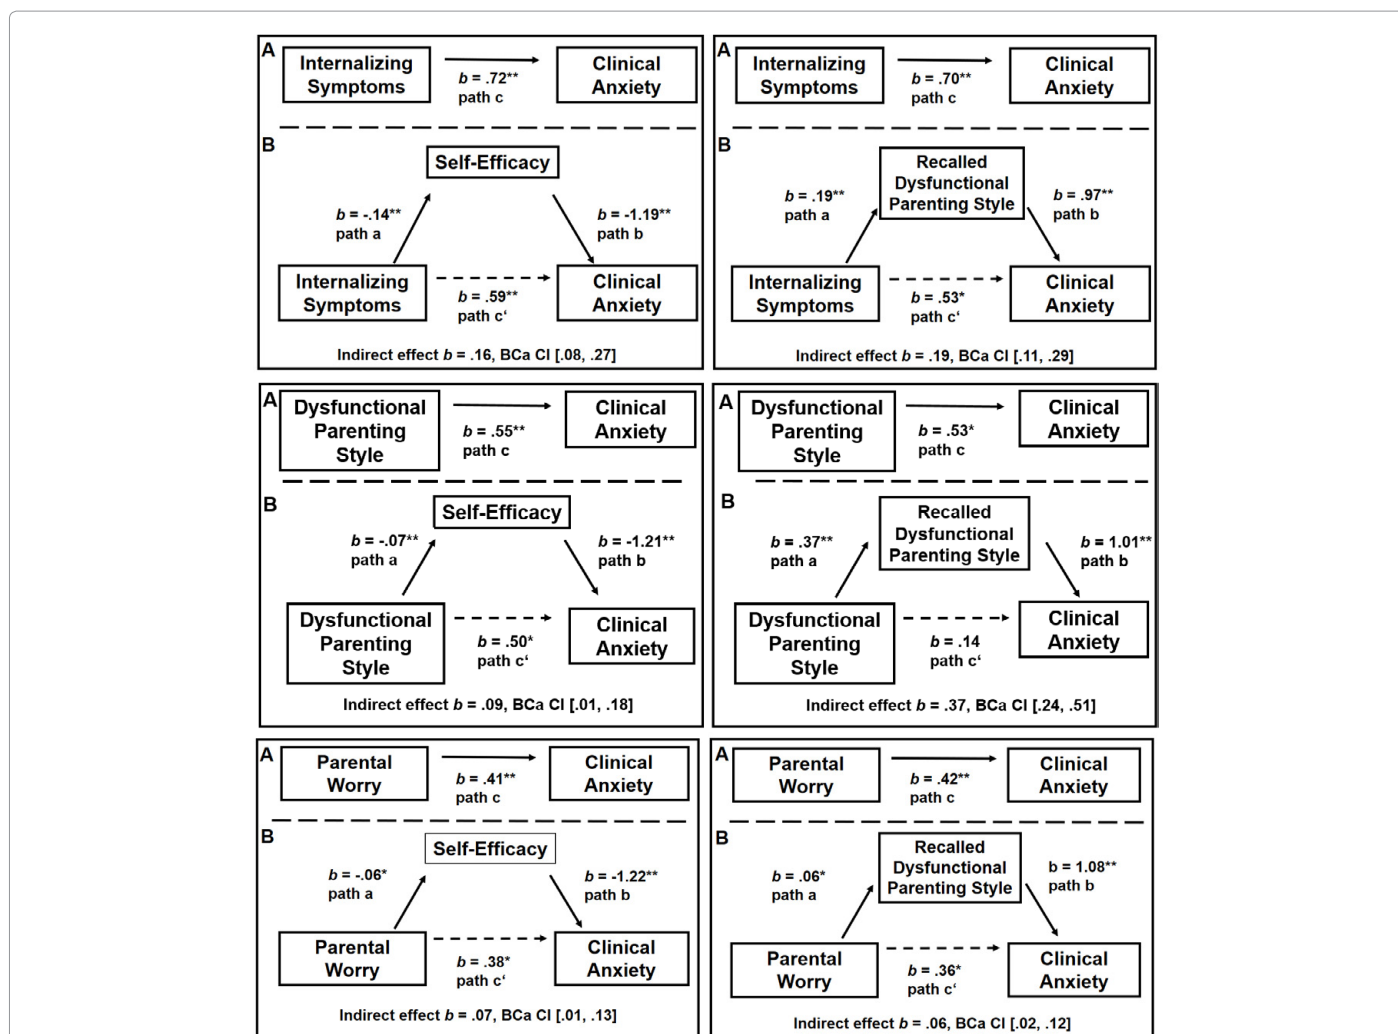 A
Internalizing
Symptoms
b = .72**
path c
Clinical
Anxiety
B
Self-Efficacy
b = -.14**
path a
b = -1.19**
path b
Internalizing
Symptoms
b = .59**
path c‘
Clinical
Anxiety
Indirect effect b = .16, BCa CI [.08, .27]
A
Internalizing
Symptoms
b = .70**
path c
Clinical
Anxiety
B
Recalled
Dysfunctional
Parenting Style
b = .19**
path a
b = .97**
path b
Internalizing
Symptoms
b = .53*
path c‘
Clinical
Anxiety
Indirect effect b = .19, BCa CI [.11, .29]
A
Dysfunctional
Parenting
Style
b = .55**
path c
Clinical
Anxiety
B
Self-Efficacy
b = -.07**
path a
b = -1.21**
path b
Dysfunctional
Parenting
Style
b = .50*
path c‘
Clinical
Anxiety
Indirect effect b = .09, BCa CI [.01, .18]
A
Dysfunctional
Parenting
Style
b = .53*
path c
Clinical
Anxiety
B
Recalled
Dysfunctional
Parenting Style
b = .37**
path a
b = 1.01**
path b
Dysfunctional
Parenting
Style
b = .14
path c‘
Clinical
Anxiety
Indirect effect b = .37, BCa CI [.24, .51]
A
Parental
Worry
b = .41**
path c
Clinical
Anxiety
B
Self-Efficacy
b = -.06*
path a
b = -1.22**
path b
Parental
Worry
b = .38*
path c‘
Clinical
Anxiety
Indirect effect b = .07, BCa CI [.01, .13]
A
Parental
Worry
b = .42**
path c
Clinical
Anxiety
B
Recalled
Dysfunctional
Parenting Style
b = .06*
path a
b = 1.08**
path b
Parental
Worry
b = .36*
path c‘
Clinical
Anxiety
Indirect effect b = .06, BCa CI [.02, .12]